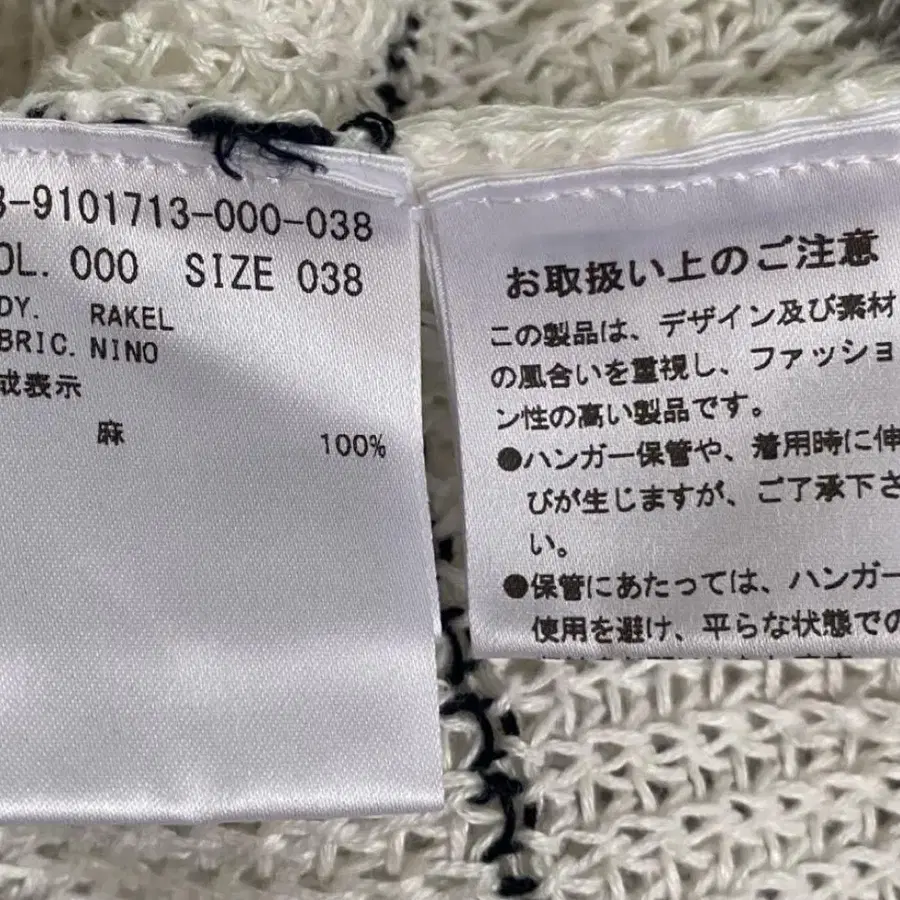 3-9101713-000-038
OL. 000 SIZE 038
DY. RAKEL
BRIC. NINO
成表示
麻 100%
お取扱い上のご注意
この製品は、デザイン及び素材
の風合いを重視し、ファッショ
ン性の高い製品です。
●ハンガー保管や、着用時に伸
びが生じますが、ご了承下さ
い。
●保管にあたっては、ハンガー
使用を避け、平らな状態での